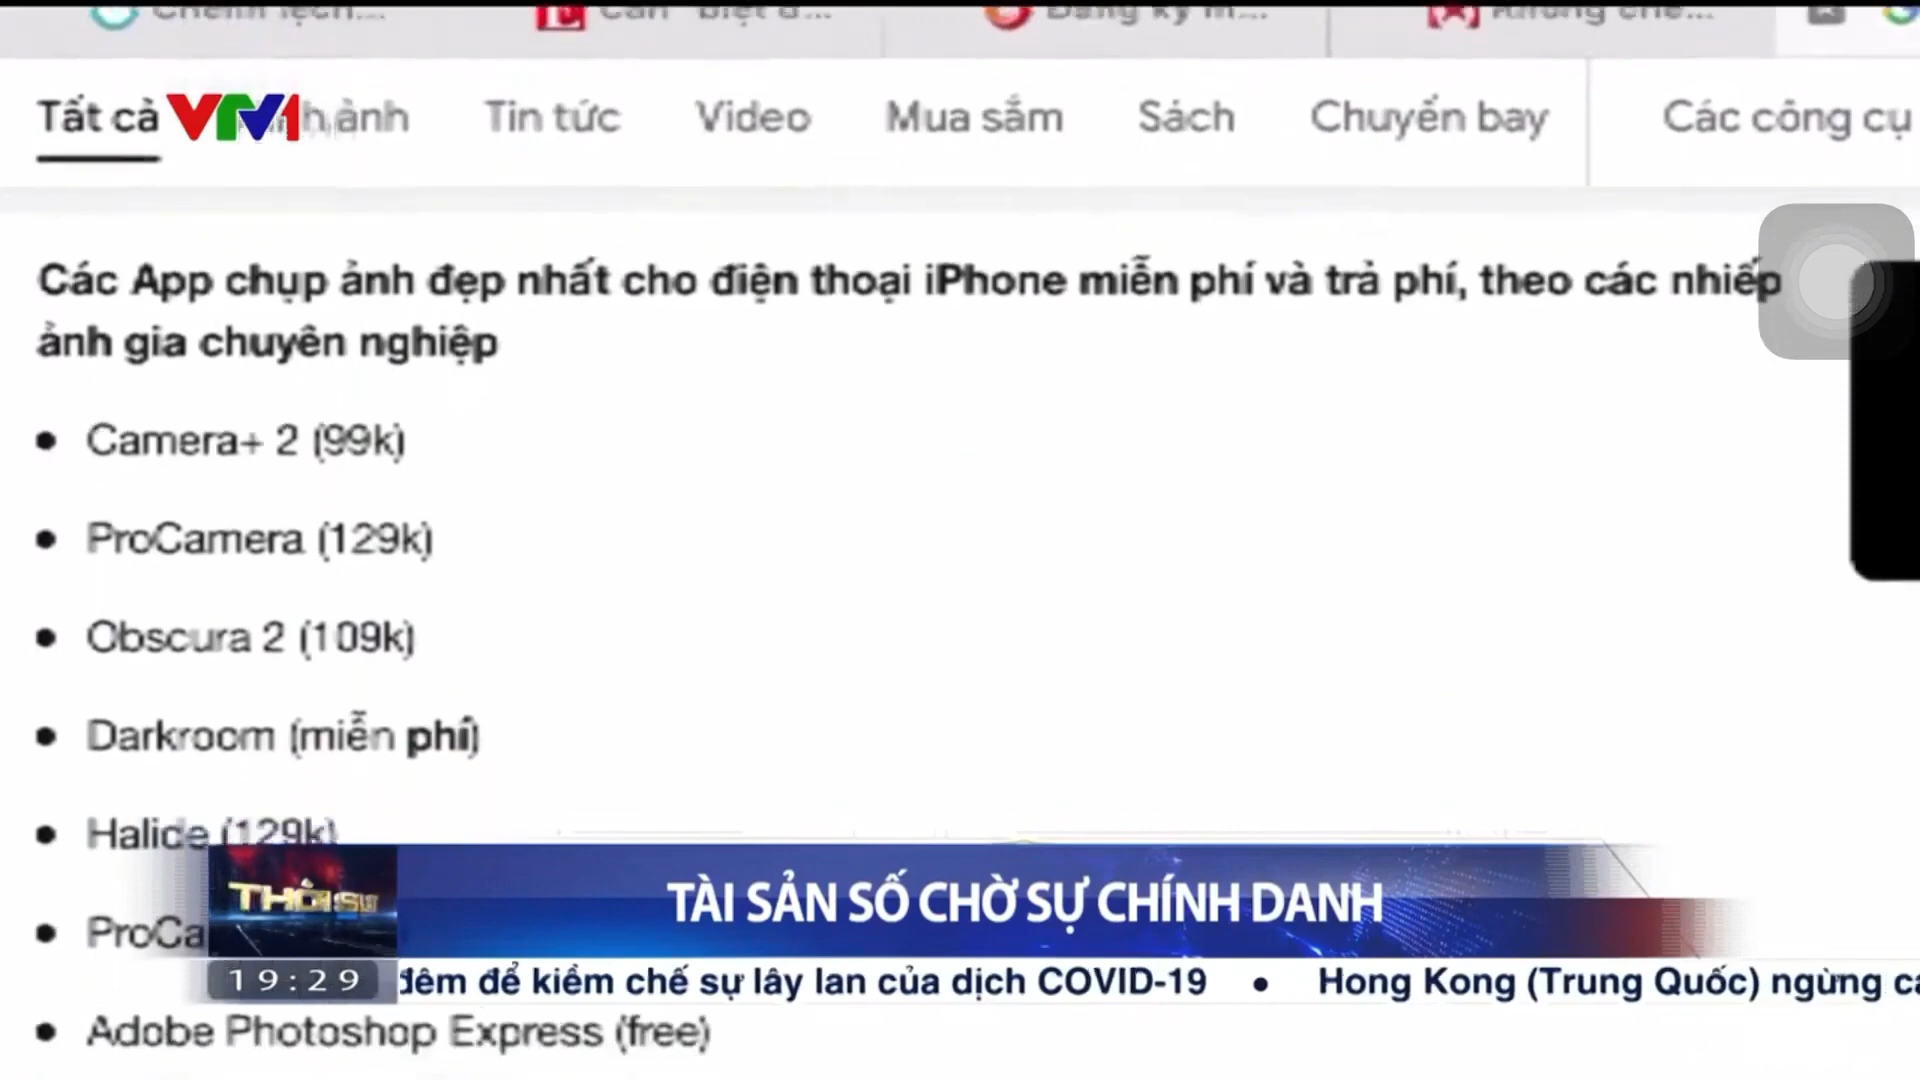 Tất cả
VTV1
h ảnh
Tin tức
Video
Mua sắm
Sách
Chuyến bay
Các công cụ
Các App chụp ảnh đẹp nhất cho điện thoại iPhone miễn phí và trả phí, theo các nhiếp
ảnh gia chuyên nghiệp
Camera+ 2 (99k)
ProCamera (129k)
Obscura 2 (109k)
Darkroom (miễn phí)
Halide (129k)
ProCa
THỜI SỰ
TÀI SẢN SỐ CHỜ SỰ CHÍNH DANH
19:29
đêm để kiềm chế sự lây lan của dịch COVID-19 • Hong Kong (Trung Quốc) ngừng
Adobe Photoshop Express (free)